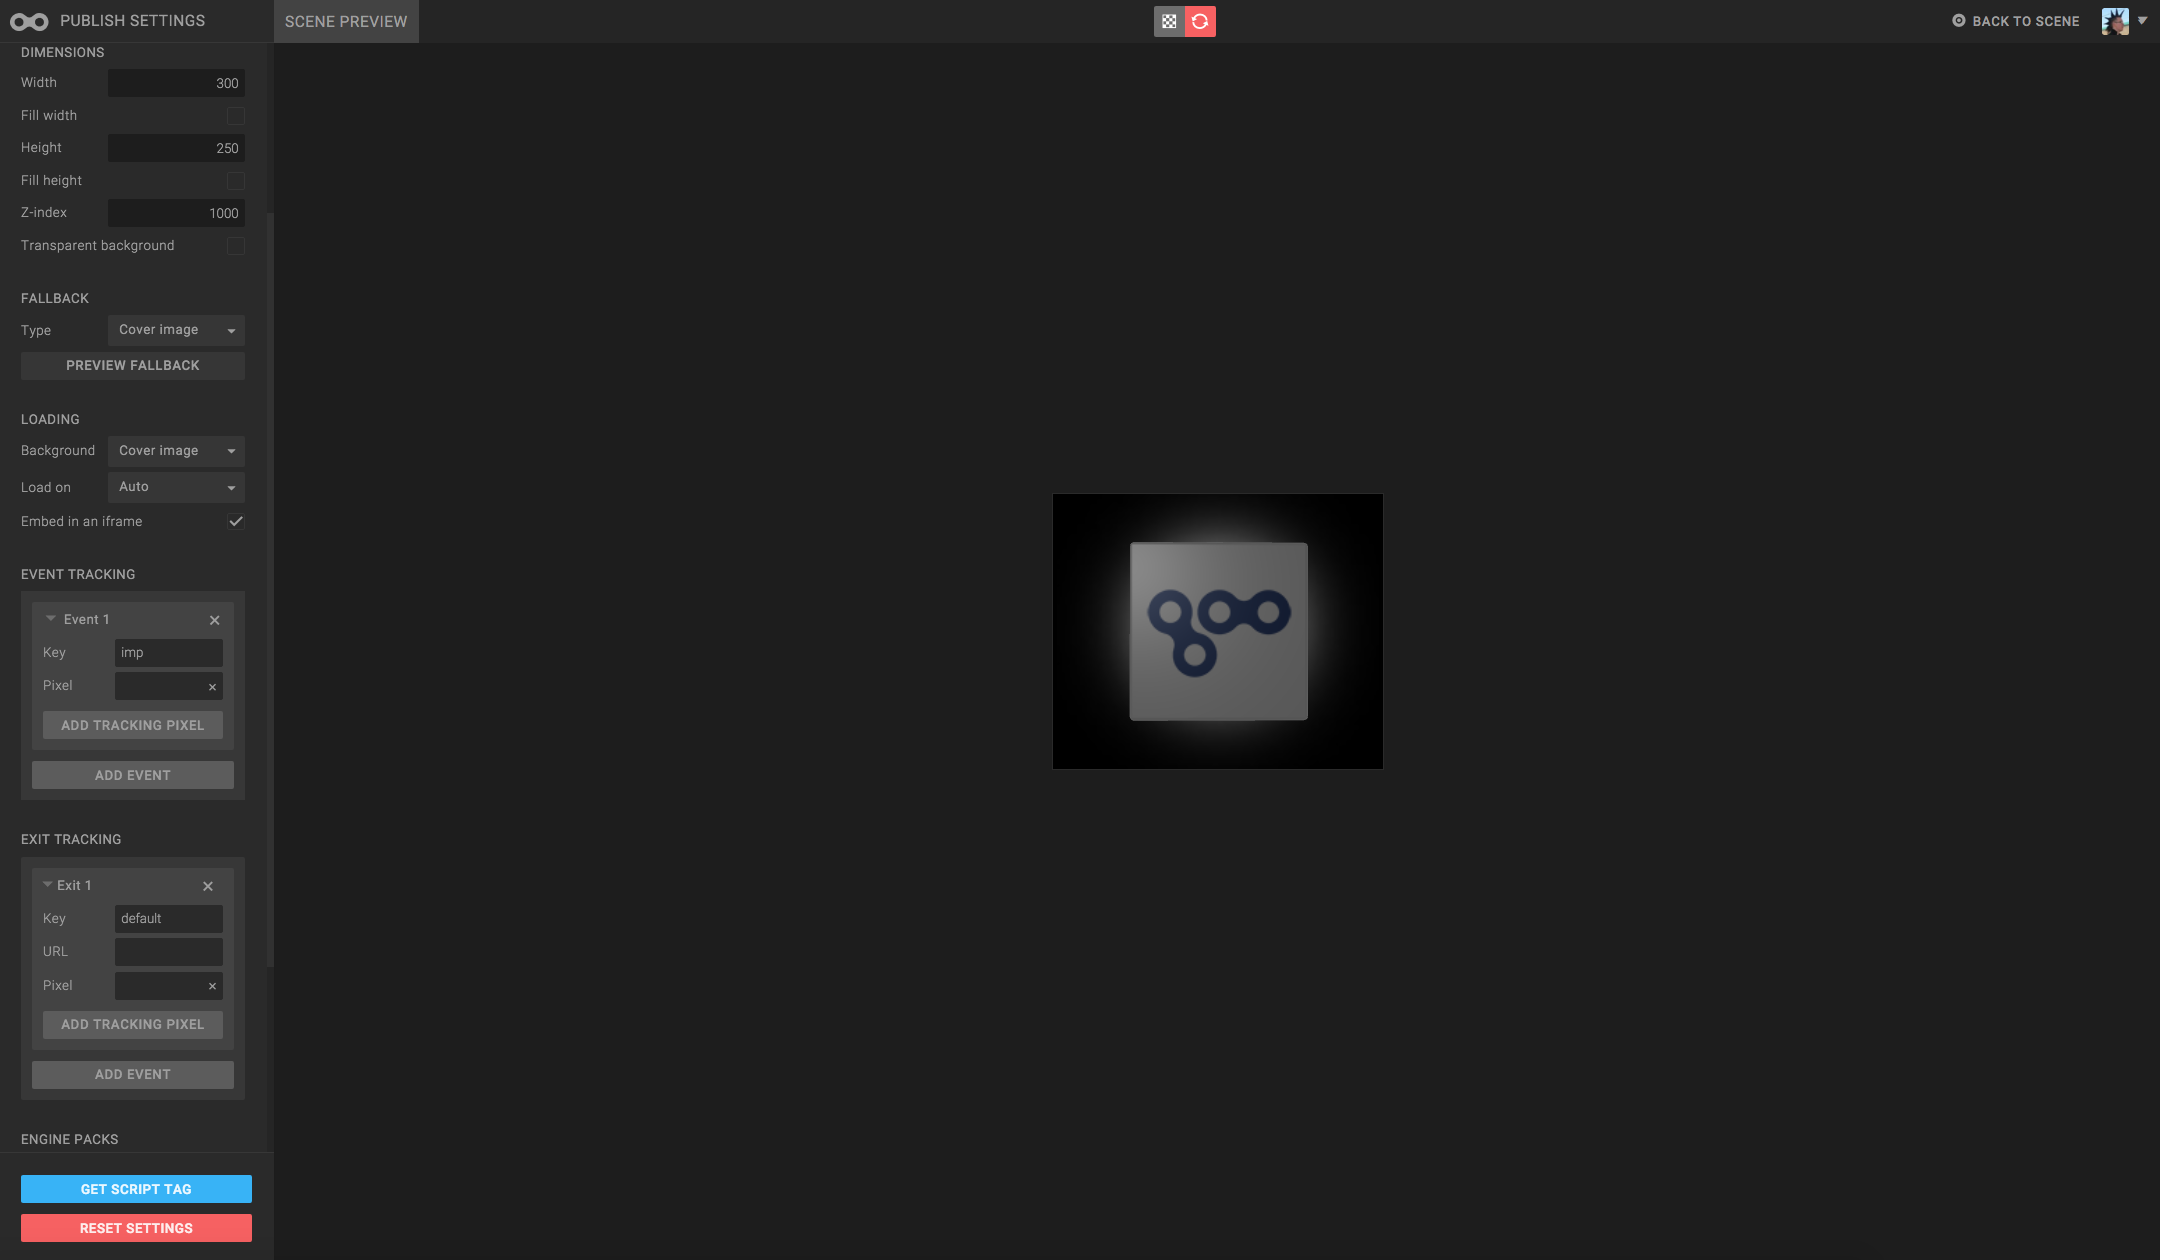 PUBLISH SETTINGS
SCENE PREVIEW
BACK TO SCENE
DIMENSIONS
Width 300
Fill width
Height 250
Fill height
Z-index 1000
Transparent background
FALLBACK
Type Cover image
PREVIEW FALLBACK
LOADING
Background Cover image
Load on Auto
Embed in an iframe
EVENT TRACKING
Event 1
Key imp
Pixel
ADD TRACKING PIXEL
ADD EVENT
EXIT TRACKING
Exit 1
Key default
URL
Pixel
ADD TRACKING PIXEL
ADD EVENT
ENGINE PACKS
GET SCRIPT TAG
RESET SETTINGS